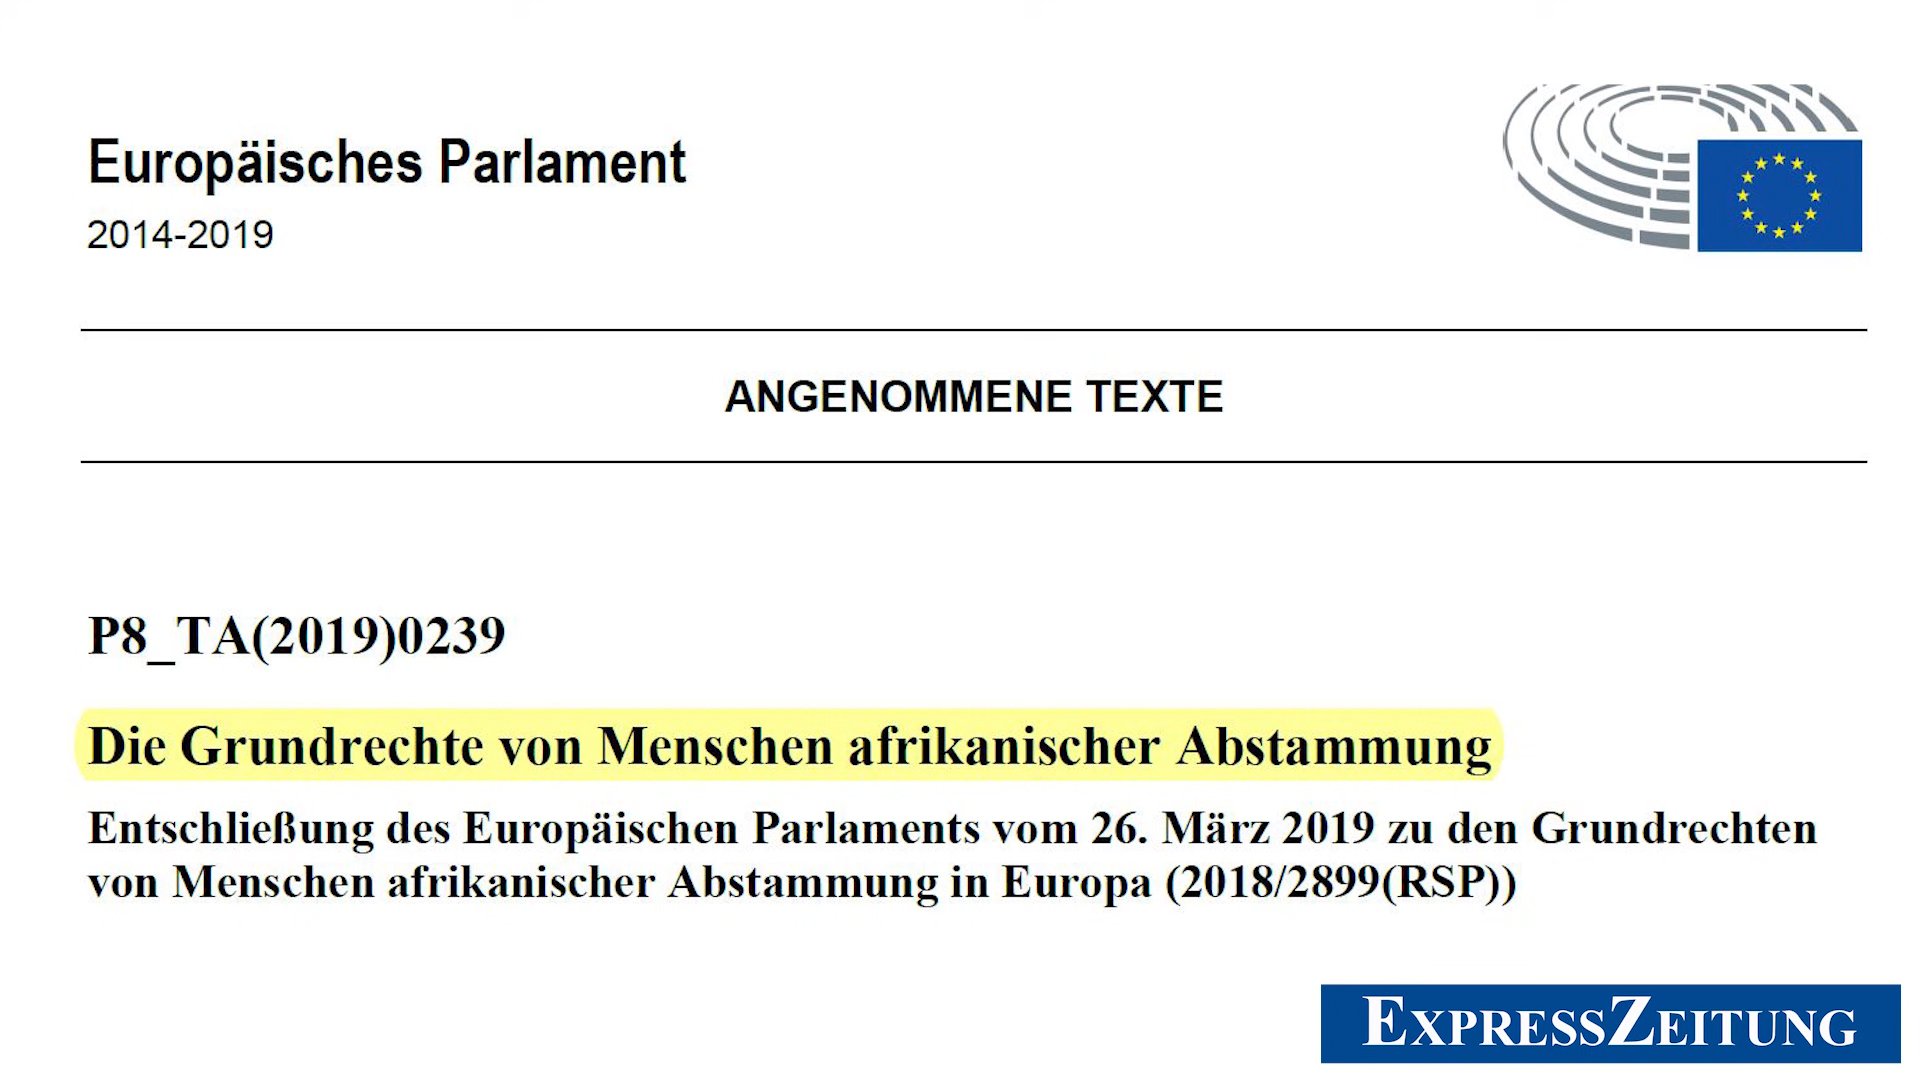 Europäisches Parlament
2014-2019
ANGENOMMENE TEXTE
P8_TA(2019)0239
Die Grundrechte von Menschen afrikanischer Abstammung
Entschließung des Europäischen Parlaments vom 26. März 2019 zu den Grundrechten
von Menschen afrikanischer Abstammung in Europa (2018/2899(RSP))
EXPRESSZEITUNG